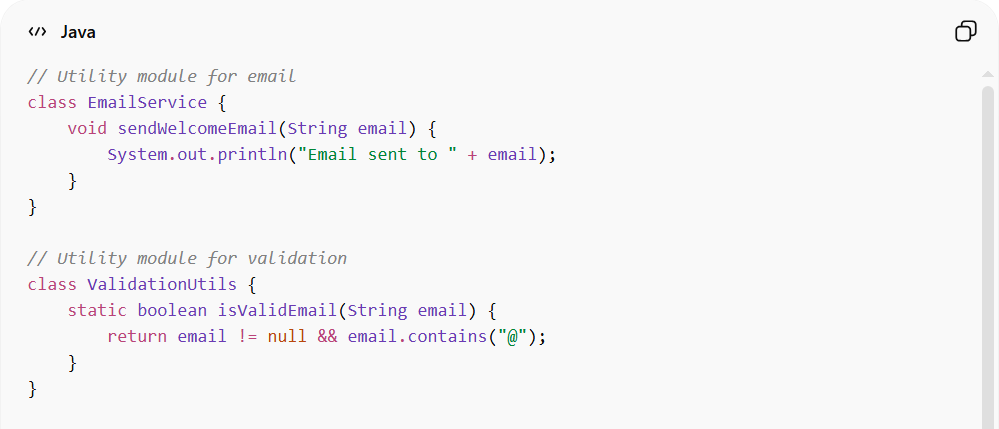 </> Java
// Utility module for email
class EmailService {
    void sendWelcomeEmail(String email) {
        System.out.println("Email sent to " + email);
    }
}

// Utility module for validation
class ValidationUtils {
    static boolean isValidEmail(String email) {
        return email != null && email.contains("@");
    }
}